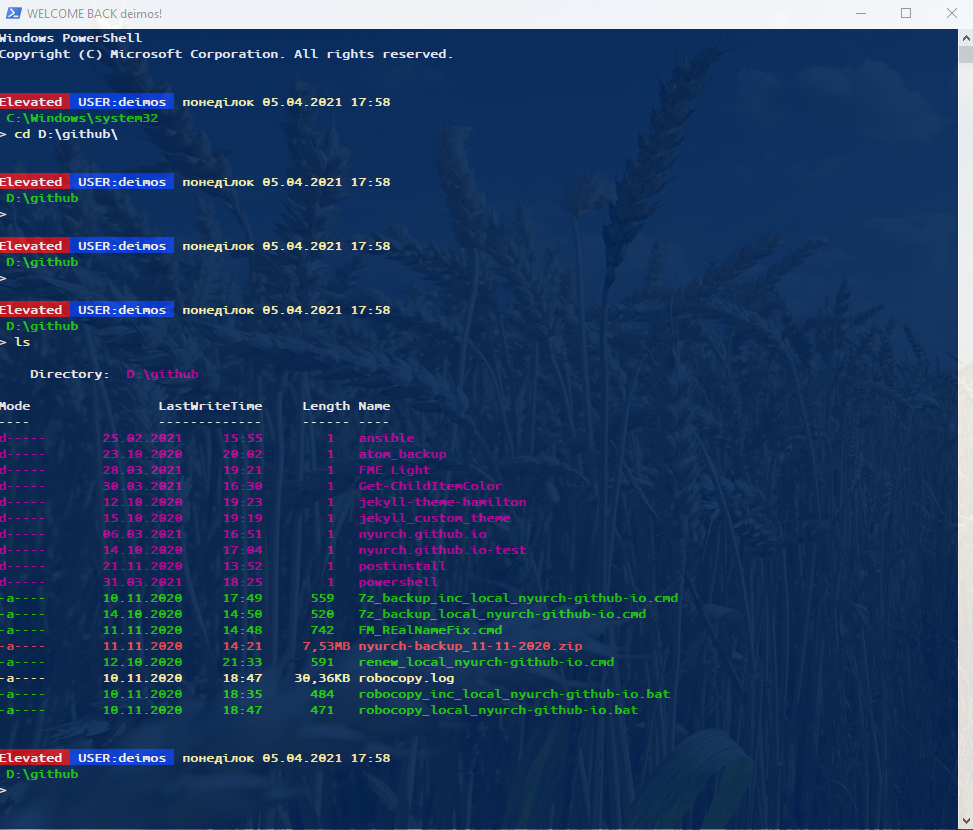 WELCOME BACK deimos!
Windows PowerShell
Copyright (C) Microsoft Corporation. All rights reserved.
Elevated USER:deimos понеділок 05.04.2021 17:58
C:\Windows\system32
> cd D:\github\
Elevated USER:deimos понеділок 05.04.2021 17:58
D:\github
>
Elevated USER:deimos понеділок 05.04.2021 17:58
D:\github
>
Elevated USER:deimos понеділок 05.04.2021 17:58
D:\github
> ls
Directory: D:\github
Mode LastWriteTime Length Name
---- ------------- ------ ----
d----- 25.02.2021 15:55 1 ansible
d----- 23.10.2020 20:02 1 atom_backup
d----- 28.03.2021 19:21 1 FME Light
d----- 30.03.2021 16:30 1 Get-ChildItemColor
d----- 12.10.2020 19:23 1 jekyll-theme-hamilton
d----- 15.10.2020 19:19 1 jekyll_custom_theme
d----- 06.03.2021 16:51 1 nyurch.github.io
d----- 14.10.2020 17:04 1 nyurch.github.io-test
d----- 21.11.2020 13:52 1 postinstall
d----- 31.03.2021 18:25 1 powershell
-a---- 10.11.2020 17:49 559 7z_backup_inc_local_nyurch-github-io.cmd
-a---- 14.10.2020 14:50 520 7z_backup_local_nyurch-github-io.cmd
-a---- 11.11.2020 14:48 742 FM_REalNameFix.cmd
-a---- 11.11.2020 14:21 7,53MB nyurch-backup_11-11-2020.zip
-a---- 12.10.2020 21:33 591 renew_local_nyurch-github-io.cmd
-a---- 10.11.2020 18:47 30,36KB robocopy.log
-a---- 10.11.2020 18:35 484 robocopy_inc_local_nyurch-github-io.bat
-a---- 10.11.2020 18:47 471 robocopy_local_nyurch-github-io.bat
Elevated USER:deimos понеділок 05.04.2021 17:58
D:\github
>